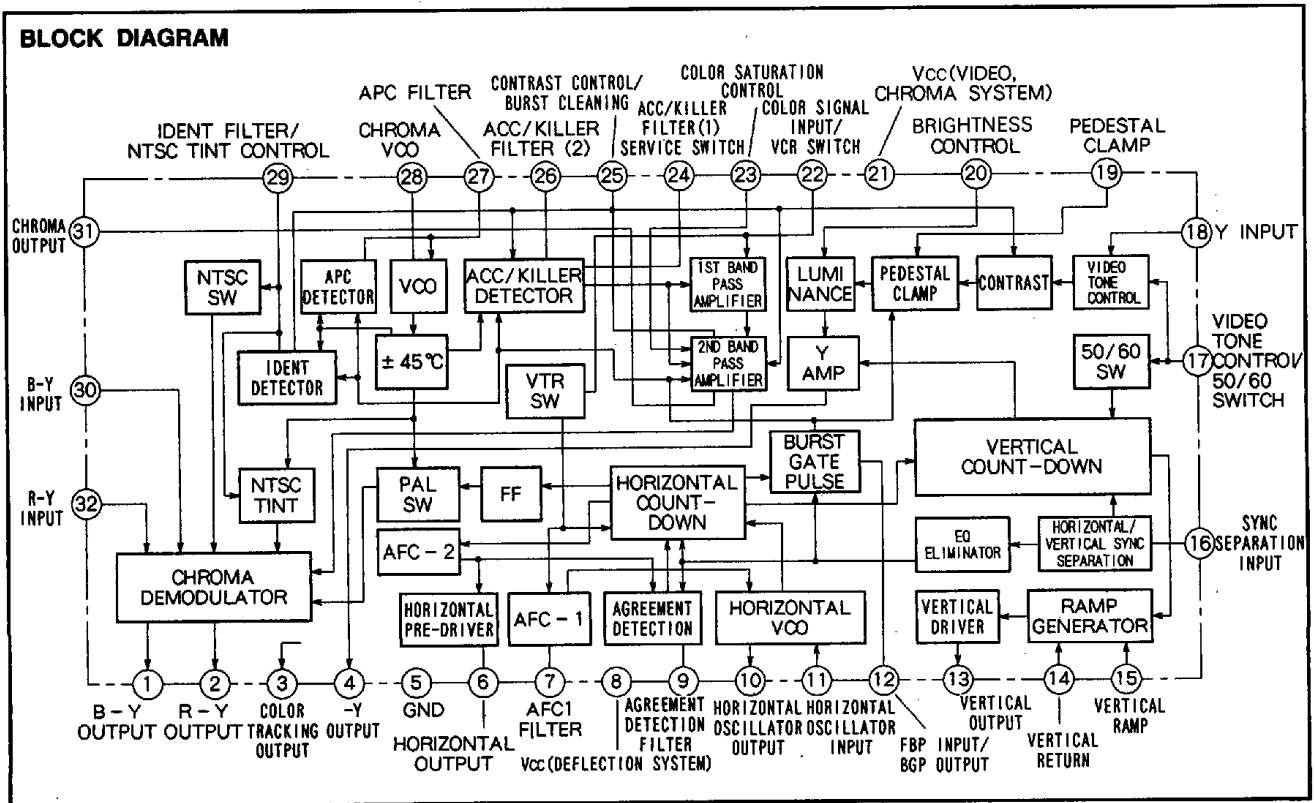 BLOCK DIAGRAM
IDENT FILTER/
NTSC TINT CONTROL
APC FILTER
CHROMA
VCO
CONTRAST CONTROL/
BURST CLEANING
ACC/KILLER
FILTER (2)
ACC/KILLER
FILTER(1)
SERVICE SWITCH
COLOR SATURATION
CONTROL
COLOR SIGNAL
INPUT/
VCR SWITCH
Vcc(VIDEO,
CHROMA SYSTEM)
BRIGHTNESS
CONTROL
PEDESTAL
CLAMP
29
28
27
26
25
24
23
22
21
20
19
CHROMA
OUTPUT
31
18
Y INPUT
NTSC
SW
APC
DETECTOR
VCO
ACC/KILLER
DETECTOR
1ST BAND
PASS
AMPLIFIER
LUMI
NANCE
PEDESTAL
CLAMP
CONTRAST
VIDEO
TONE
CONTROL
IDENT
DETECTOR
± 45℃
VTR
SW
2ND BAND
PASS
AMPLIFIER
Y
AMP
50/60
SW
17
VIDEO
TONE
CONTROV
50/60
SWITCH
B-Y
INPUT
30
R-Y
INPUT
32
NTSC
TINT
PAL
SW
FF
HORIZONTAL
COUNT-
DOWN
BURST
GATE
PULSE
VERTICAL
COUNT-DOWN
AFC - 2
EQ
ELIMINATOR
HORIZONTAL/
VERTICAL SYNC
SEPARATION
16
SYNC
SEPARATION
INPUT
CHROMA
DEMODULATOR
HORIZONTAL
PRE-DRIVER
AFC - 1
AGREEMENT
DETECTION
HORIZONTAL
VCO
VERTICAL
DRIVER
RAMP
GENERATOR
1
2
3
4
5
6
7
8
9
10
11
12
13
14
15
B-Y
OUTPUT
R-Y
OUTPUT
COLOR
TRACKING
OUTPUT
-Y
OUTPUT
GND
HORIZONTAL
OUTPUT
AFC1
FILTER
Vcc(DEFLECTION SYSTEM)
AGREEMENT
DETECTION
FILTER
HORIZONTAL
OSCILLATOR
OUTPUT
HORIZONTAL
OSCILLATOR
INPUT
FBP INPUT/
BGP OUTPUT
VERTICAL
OUTPUT
VERTICAL
RETURN
VERTICAL
RAMP